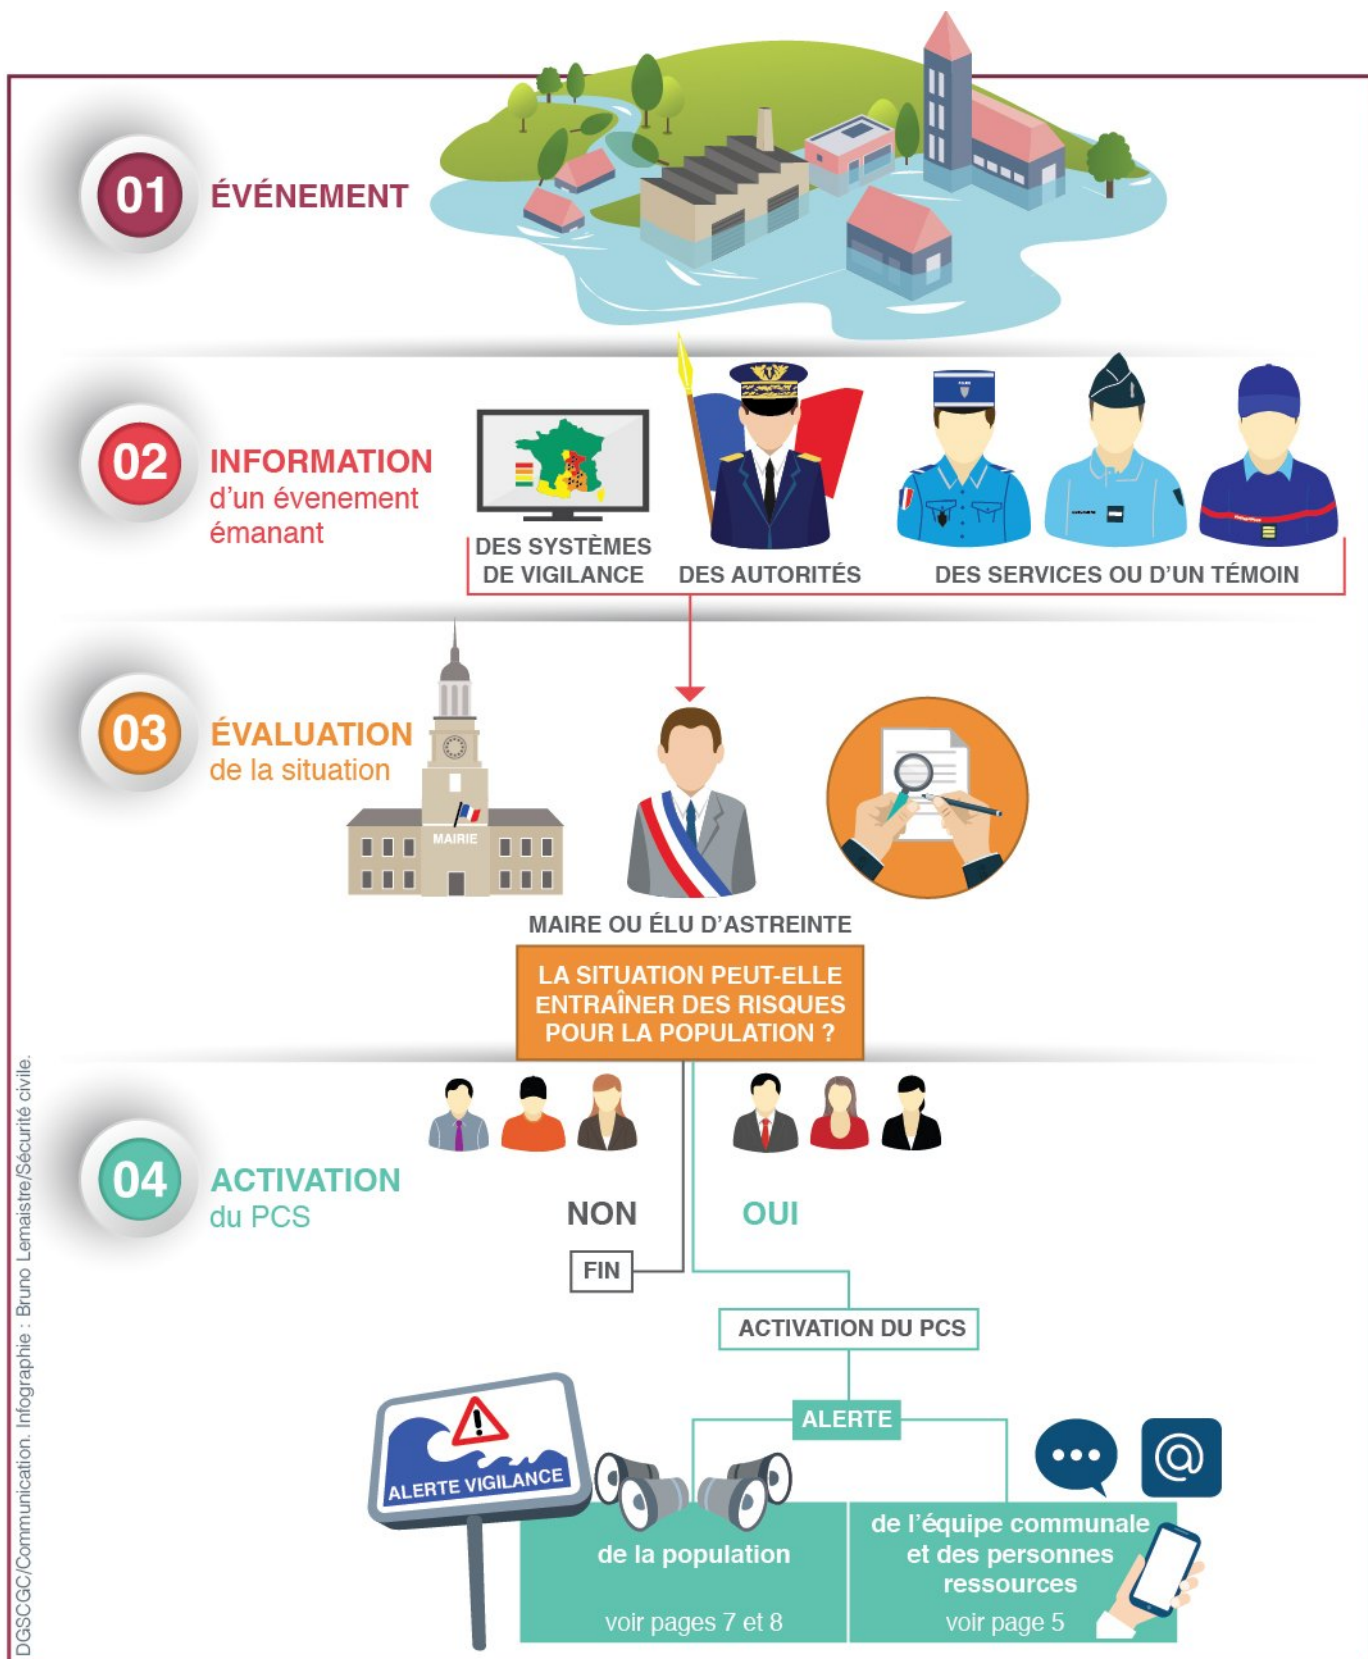 01
ÉVÉNEMENT
02
INFORMATION
d'un évenement
émanant
DES SYSTÈMES
DE VIGILANCE
DES AUTORITÉS
DES SERVICES OU D'UN TÉMOIN
03
ÉVALUATION
de la situation
MAIRIE
MAIRE OU ÉLU D'ASTREINTE
LA SITUATION PEUT-ELLE
ENTRAÎNER DES RISQUES
POUR LA POPULATION ?
04
ACTIVATION
du PCS
NON
OUI
FIN
ACTIVATION DU PCS
ALERTE
ALERTE VIGILANCE
de la population
voir pages 7 et 8
de l'équipe communale
et des personnes
ressources
voir page 5
DGSCGC/Communication. Infographie : Bruno Lemaistre/Sécurité civile.